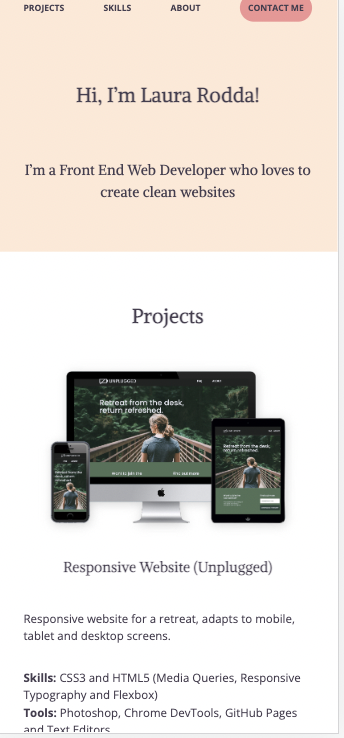 PROJECTS SKILLS ABOUT CONTACT ME
Hi, I’m Laura Rodda!
I’m a Front End Web Developer who loves to
create clean websites
Projects
UNPLUGGED
Retreat from the desk,
return refreshed.
Retreat from the desk,
return refreshed.
Responsive Website (Unplugged)
Responsive website for a retreat, adapts to mobile,
tablet and desktop screens.
Skills: CSS3 and HTML5 (Media Queries, Responsive
Typography and Flexbox)
Tools: Photoshop, Chrome DevTools, GitHub Pages
and Text Editors